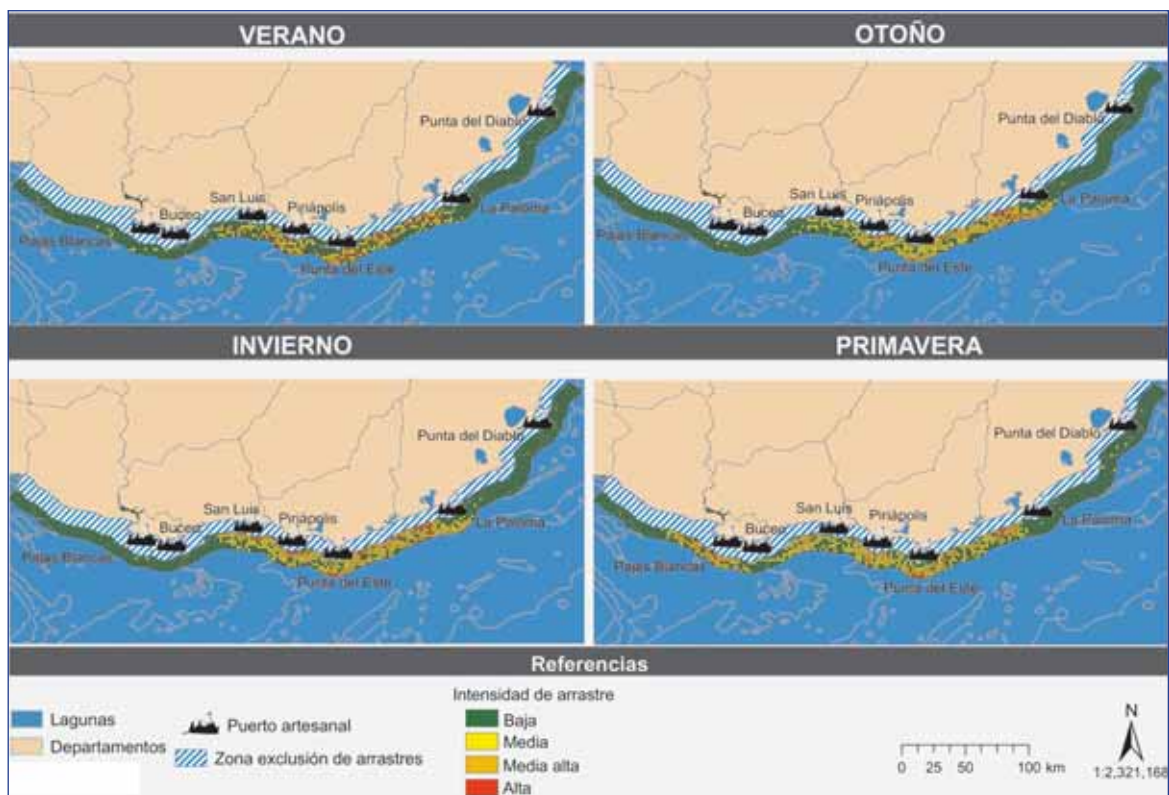 VERANO
OTOÑO
Punta del Diablo
San Luis
Piriápolis
Buceo
La Paloma
Pajas Blancas
Punta del Este
Punta del Diablo
San Luis
Piriápolis
Buceo
La Paloma
Pajas Blancas
Punta del Este
INVIERNO
PRIMAVERA
Punta del Diablo
San Luis
Piriápolis
Buceo
La Paloma
Pajas Blancas
Punta del Este
Punta del Diablo
San Luis
Piriápolis
Buceo
La Paloma
Pajas Blancas
Punta del Este
Referencias
Lagunas
Departamentos
Puerto artesanal
Zona exclusión de arrastres
Intensidad de arrastre
Baja
Media
Media alta
Alta
0 25 50 100 km
N
1:2,321,168